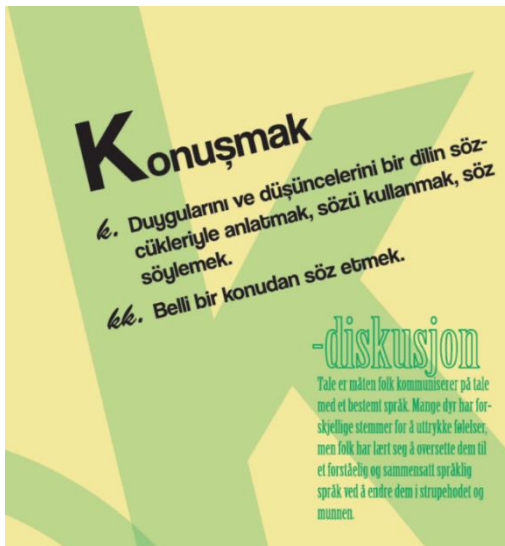 Konuşmak
k. Duygularını ve düşüncelerini bir dilin söz-
cükleriyle anlatmak, sözü kullanmak, söz
söylemek.
kk. Belli bir konudan söz etmek.
-diskusjon
Tale er måten folk kommuniserer på tale
med et bestemt språk. Mange dyr har for-
skjellige stemmer for å uttrykke følelser,
men folk har lært seg å oversette dem til
et forståelig og sammensatt språklig
språk ved å endre dem i strupehodet og
munnen.